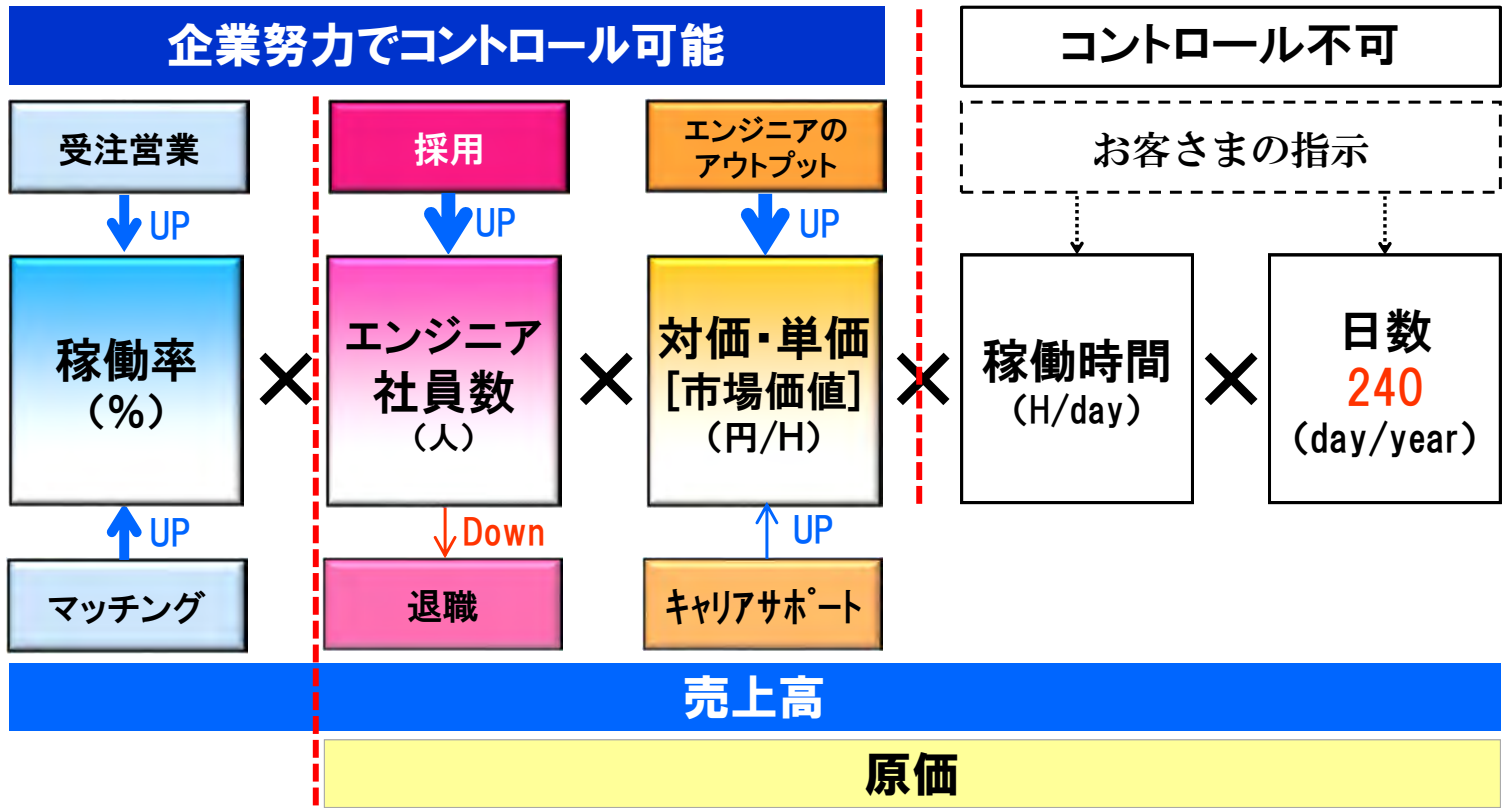 企業努力でコントロール可能
コントロール不可
受注営業
採用
エンジニアの
アウトプット
お客さまの指示
UP
UP
UP
稼働率
(%)
×
エンジニア
社員数
(人)
×
対価・単価
[市場価値]
(円/H)
×
稼働時間
(H/day)
×
日数
240
(day/year)
UP
Down
UP
マッチング
退職
キャリアサポート
売上高
原価